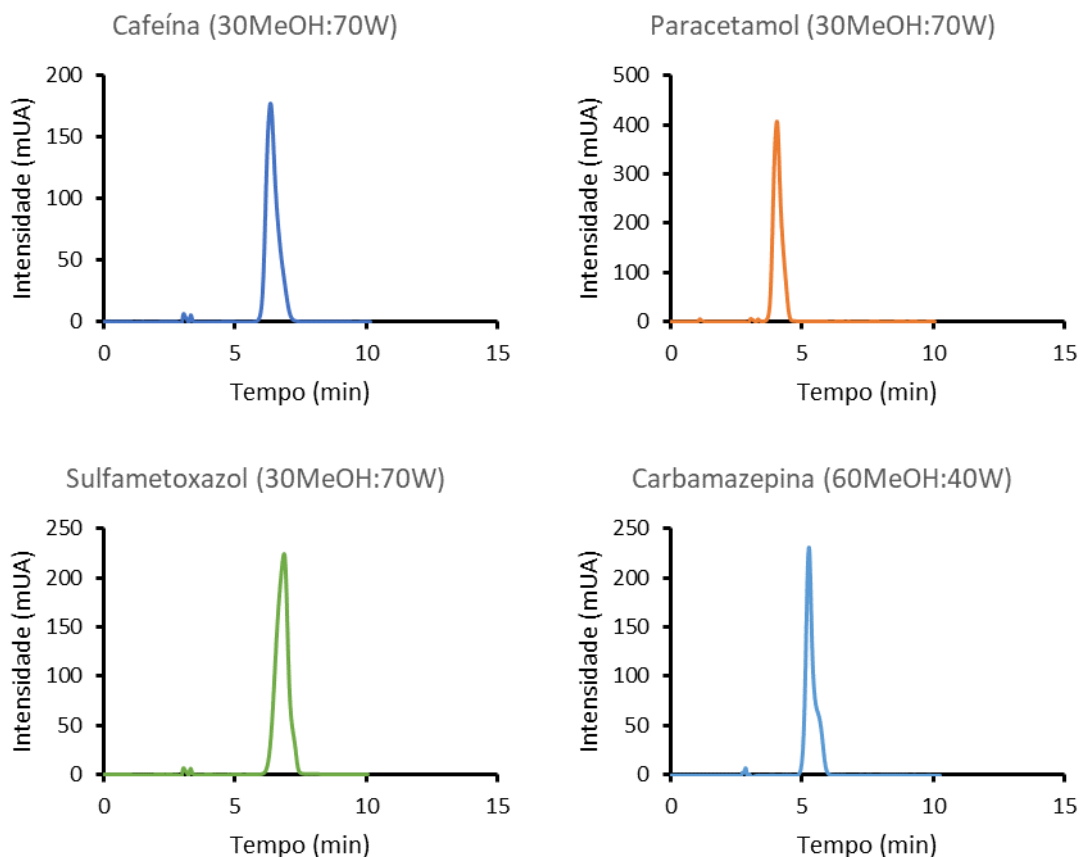 Cafeína (30MeOH:70W)
200
150
100
50
0
Intensidade (mUA)
0 5 10 15
Tempo (min)
Paracetamol (30MeOH:70W)
500
400
300
200
100
0
Intensidade (mUA)
0 5 10 15
Tempo (min)
Sulfametoxazol (30MeOH:70W)
250
200
150
100
50
0
Intensidade (mUA)
0 5 10 15
Tempo (min)
Carbamazepina (60MeOH:40W)
250
200
150
100
50
0
Intensidade (mUA)
0 5 10 15
Tempo (min)